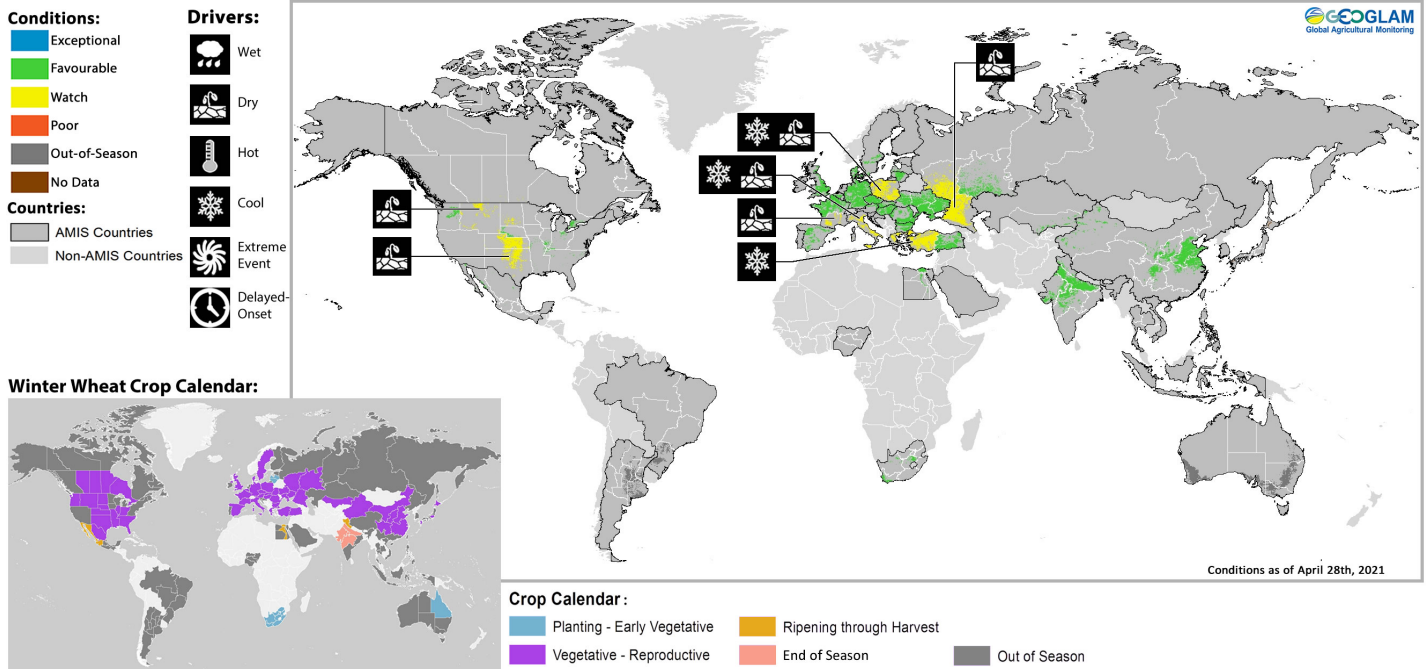 Conditions:
Exceptional
Favourable
Watch
Poor
Out-of-Season
No Data
Countries:
AMIS Countries
Non-AMIS Countries
Drivers:
Wet
Dry
Hot
Cool
Extreme
Event
Delayed-
Onset
GEOGLAM
Global Agricultural Monitoring
Conditions as of April 28th, 2021
Winter Wheat Crop Calendar:
Crop Calendar :
Planting - Early Vegetative
Ripening through Harvest
Vegetative - Reproductive
End of Season
Out of Season